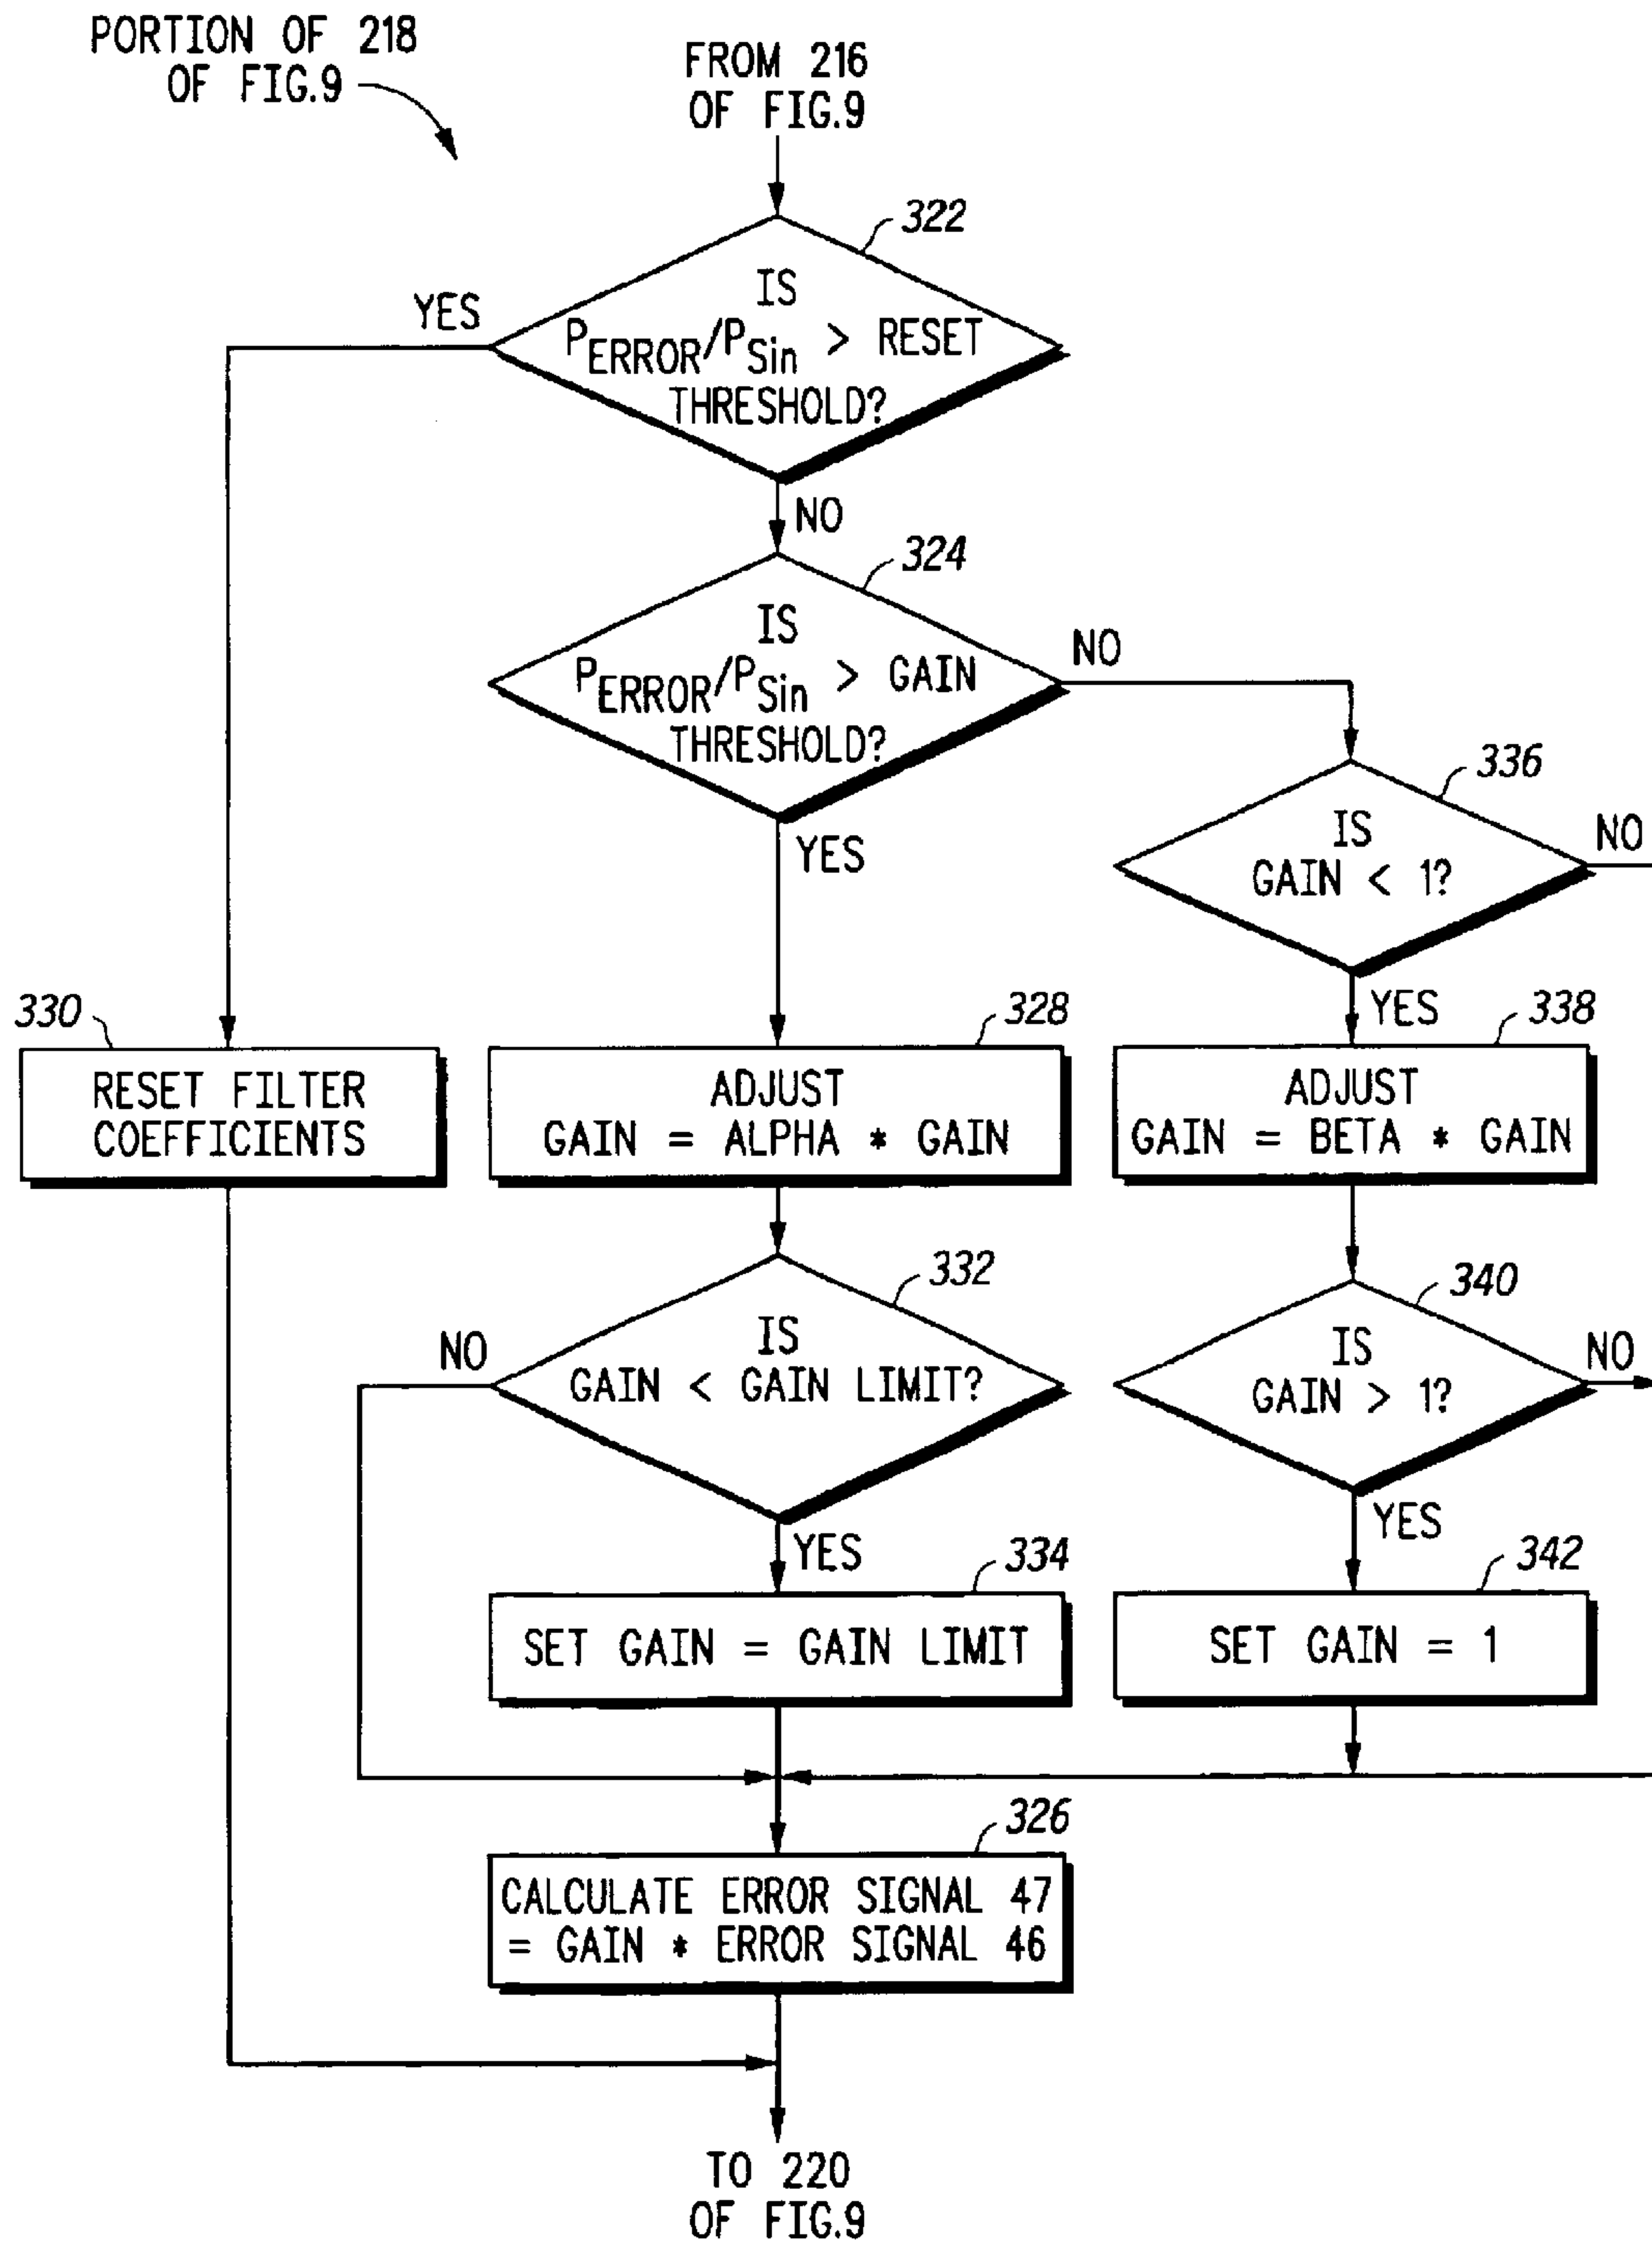 PORTION OF 218
OF FIG.9
FROM 216
OF FIG.9
322
IS
PERROR/PSin > RESET
THRESHOLD?
YES
NO
324
IS
PERROR/PSin > GAIN
THRESHOLD?
NO
YES
336
IS
GAIN < 1?
NO
YES
330
RESET FILTER
COEFFICIENTS
328
ADJUST
GAIN = ALPHA * GAIN
338
ADJUST
GAIN = BETA * GAIN
332
IS
GAIN < GAIN LIMIT?
NO
YES
340
IS
GAIN > 1?
NO
YES
334
SET GAIN = GAIN LIMIT
342
SET GAIN = 1
326
CALCULATE ERROR SIGNAL 47
= GAIN * ERROR SIGNAL 46
TO 220
OF FIG.9